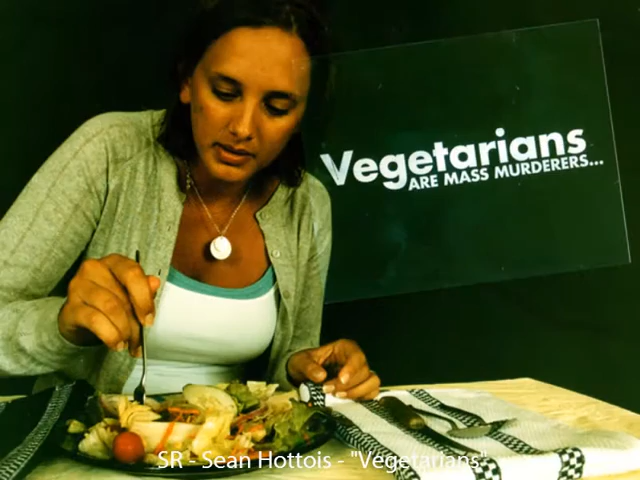 Vegetarians
ARE MASS MURDERERS...
SR - Sean Hottois - "Vegetarians"